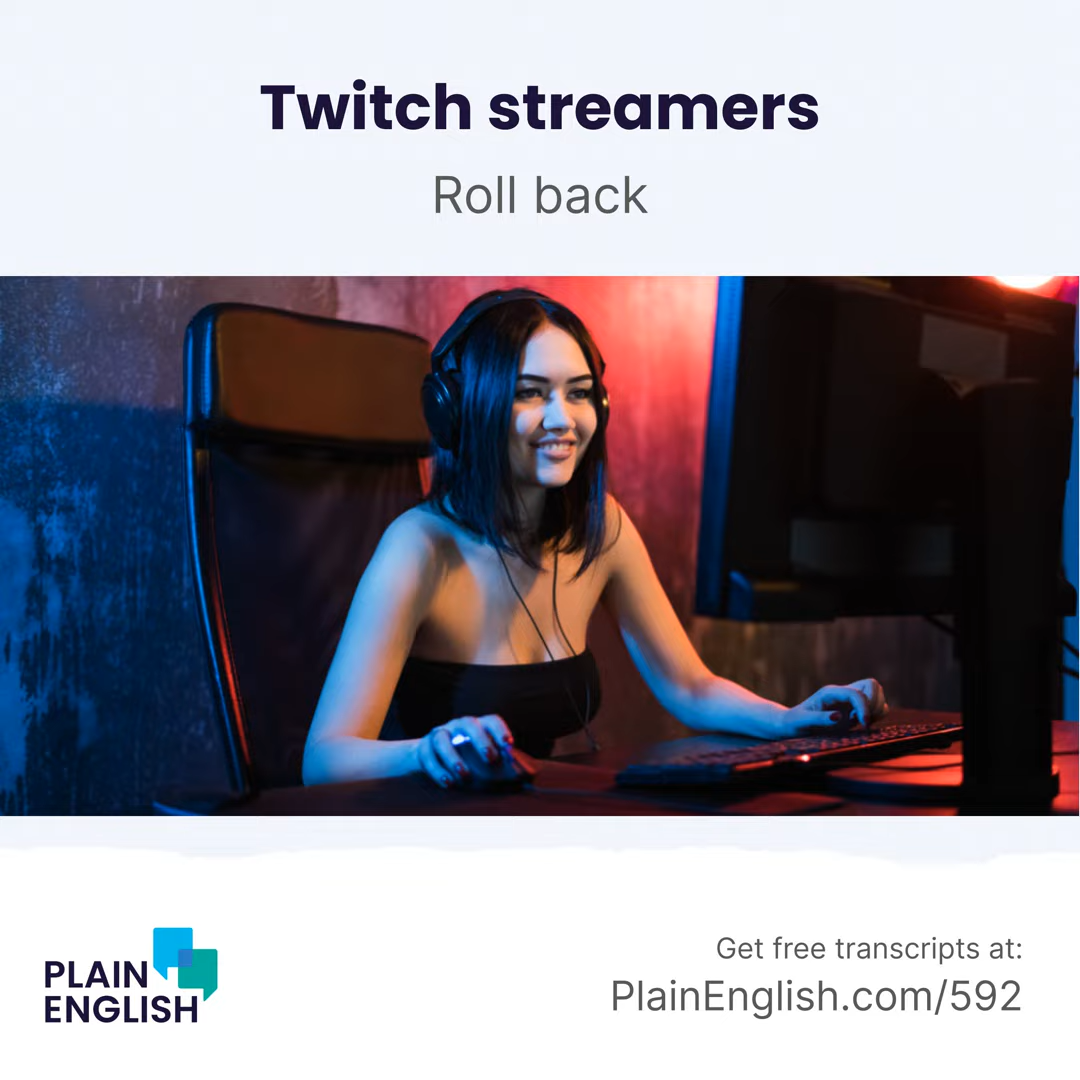 Twitch streamers
Roll back
PLAIN
ENGLISH
Get free transcripts at:
PlainEnglish.com/592